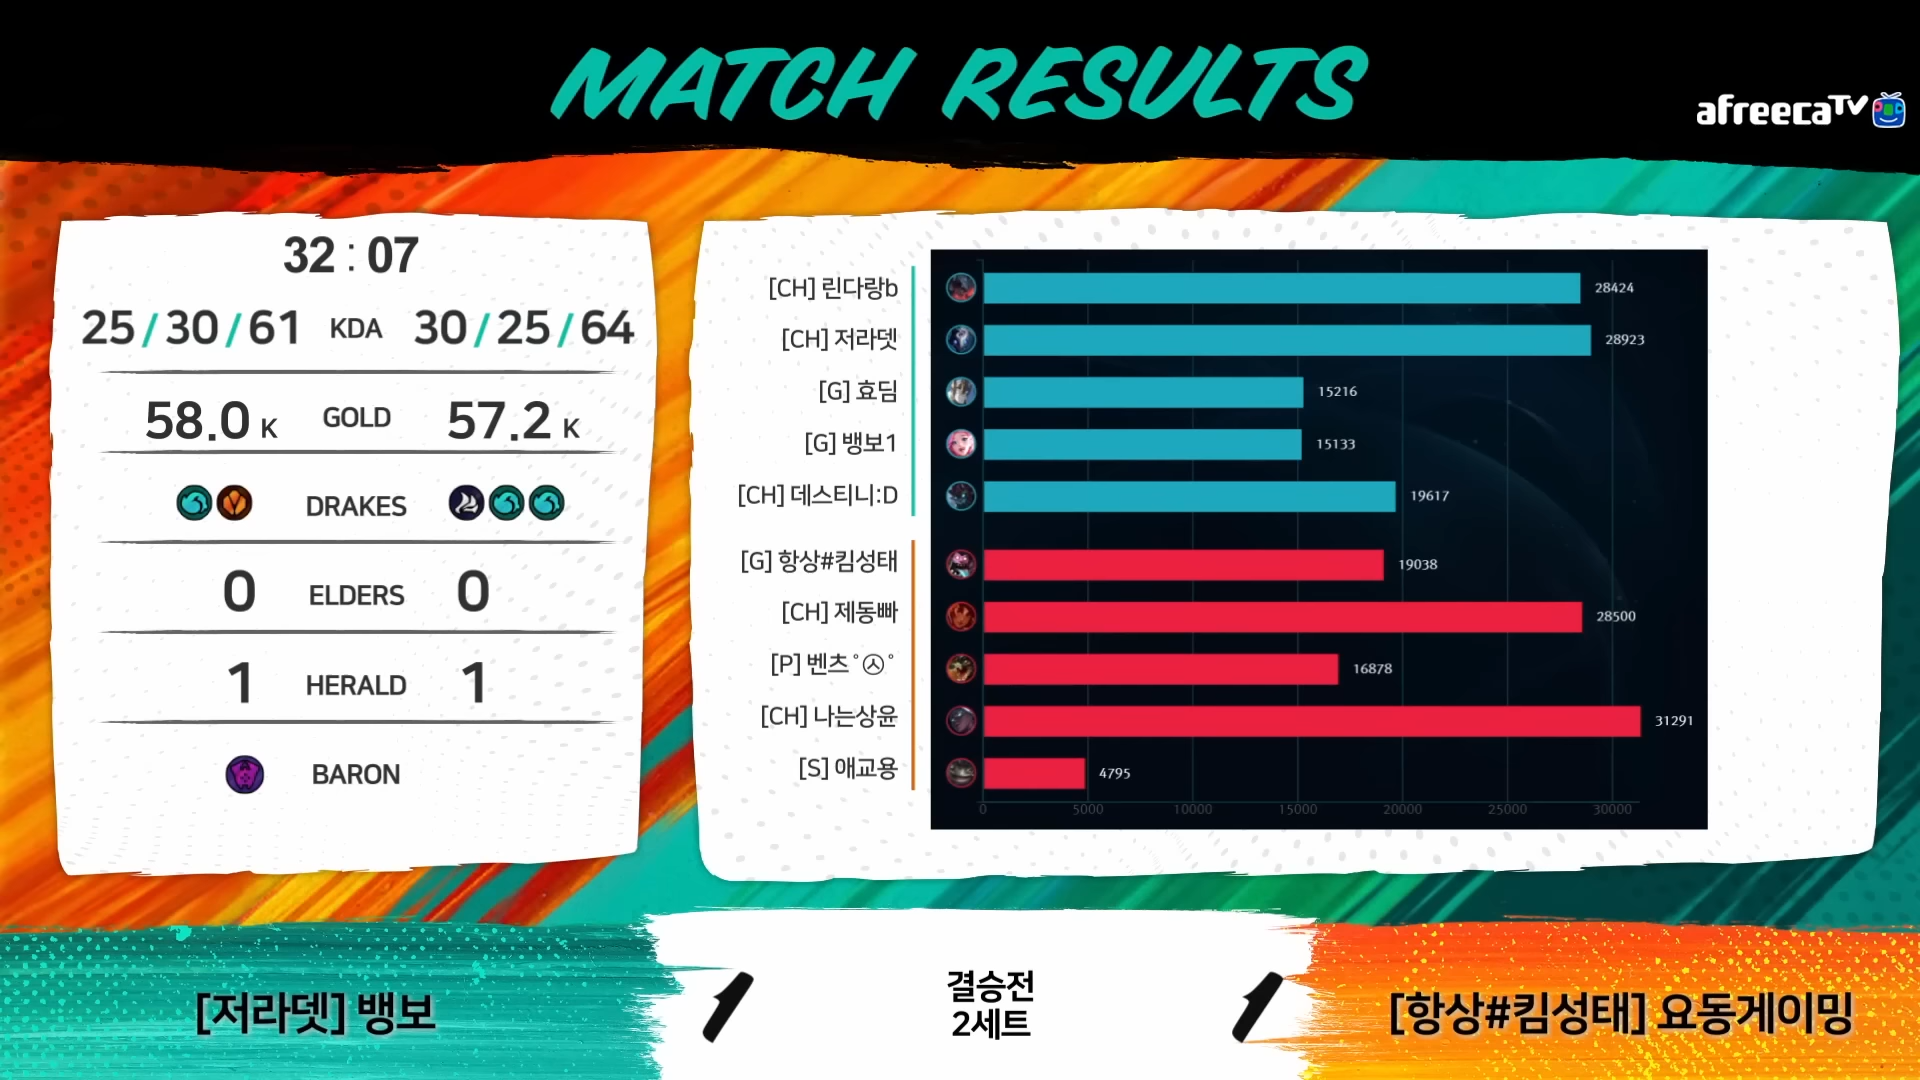 MATCH RESULTS
afreecaTV
32 : 07
25/30/61 KDA 30/25/64
58.0 K GOLD 57.2 K
DRAKES
0 ELDERS 0
1 HERALD 1
BARON
[CH] 린다랑b 28424
[CH] 저라뎃 28923
[G] 효딤 15216
[G] 뱅보1 15133
[CH] 데스티니:D 19617
[G] 항상#킴성태 19038
[CH] 제동빠 28500
[P] 벤츠˚㉦˚ 16878
[CH] 나는상윤 31291
[S] 애교용 4795
0 5000 10000 15000 20000 25000 30000
[저라뎃] 뱅보 1 결승전 1 [항상#킴성태] 요동게이밍
2세트